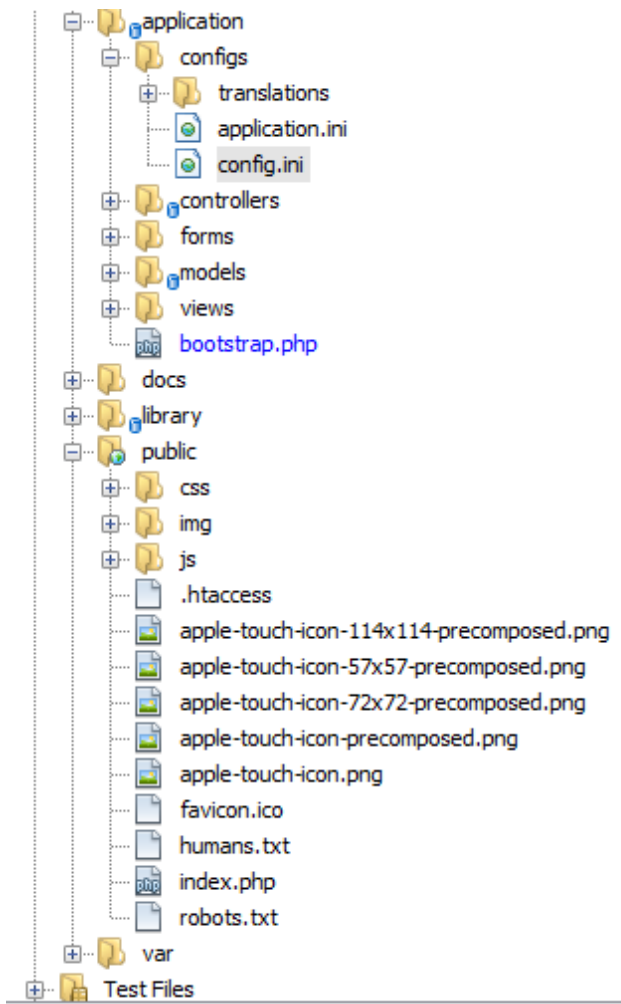 application
configs
translations
application.ini
config.ini
controllers
forms
models
views
bootstrap.php
docs
library
public
css
img
js
.htaccess
apple-touch-icon-114x114-precomposed.png
apple-touch-icon-57x57-precomposed.png
apple-touch-icon-72x72-precomposed.png
apple-touch-icon-precomposed.png
apple-touch-icon.png
favicon.ico
humans.txt
index.php
robots.txt
var
Test Files